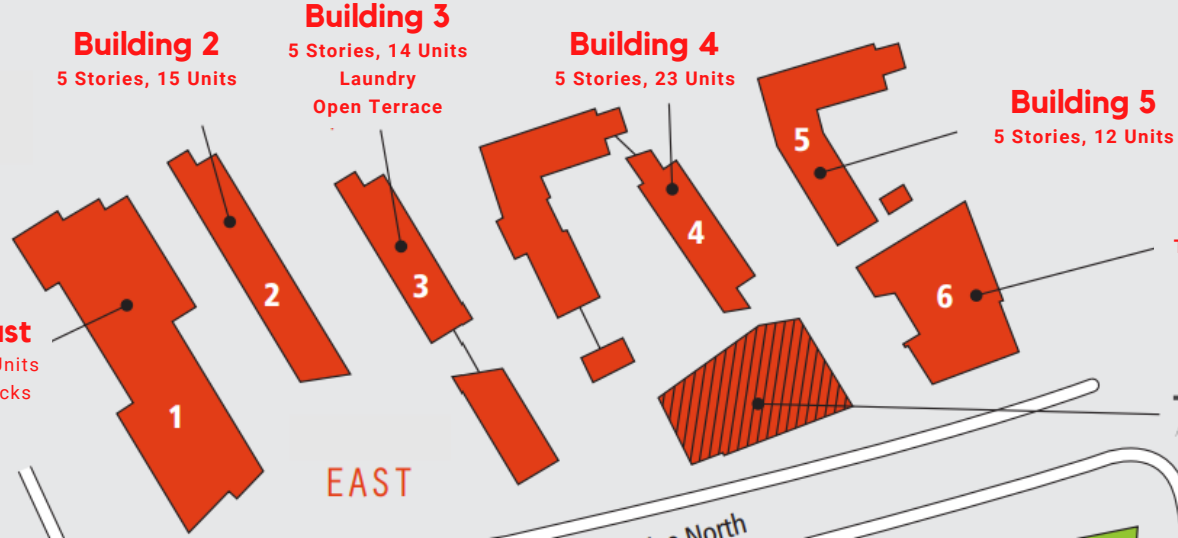 Building 2
5 Stories, 15 Units
Building 3
5 Stories, 14 Units
Laundry
Open Terrace
Building 4
5 Stories, 23 Units
Building 5
5 Stories, 12 Units
1
2
3
4
5
6
EAST
North